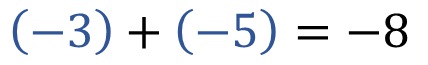 (−3) + (−5) = −8